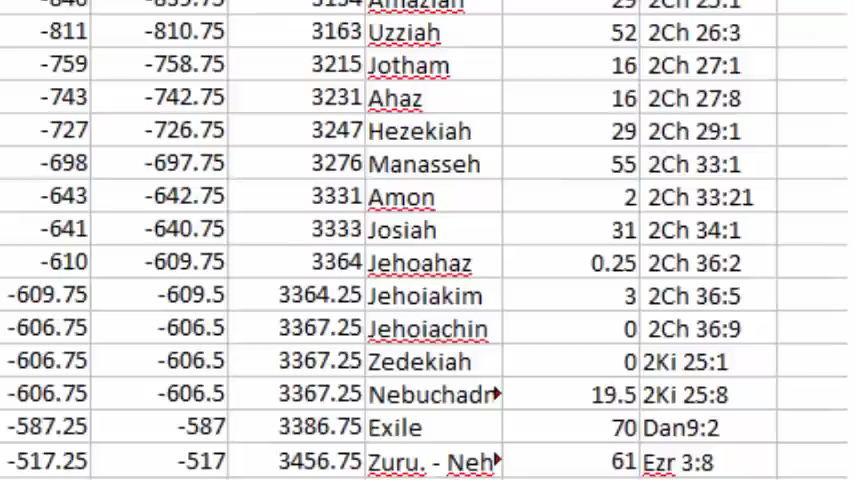 -811 -810.75 3163 Uzziah 52 2Ch 26:3
-759 -758.75 3215 Jotham 16 2Ch 27:1
-743 -742.75 3231 Ahaz 16 2Ch 27:8
-727 -726.75 3247 Hezekiah 29 2Ch 29:1
-698 -697.75 3276 Manasseh 55 2Ch 33:1
-643 -642.75 3331 Amon 2 2Ch 33:21
-641 -640.75 3333 Josiah 31 2Ch 34:1
-610 -609.75 3364 Jehoahaz 0.25 2Ch 36:2
-609.75 -609.5 3364.25 Jehoiakim 3 2Ch 36:5
-606.75 -606.5 3367.25 Jehoiachin 0 2Ch 36:9
-606.75 -606.5 3367.25 Zedekiah 0 2Ki 25:1
-606.75 -606.5 3367.25 Nebuchadr 19.5 2Ki 25:8
-587.25 -587 3386.75 Exile 70 Dan9:2
-517.25 -517 3456.75 Zuru. - Neh 61 Ezr 3:8